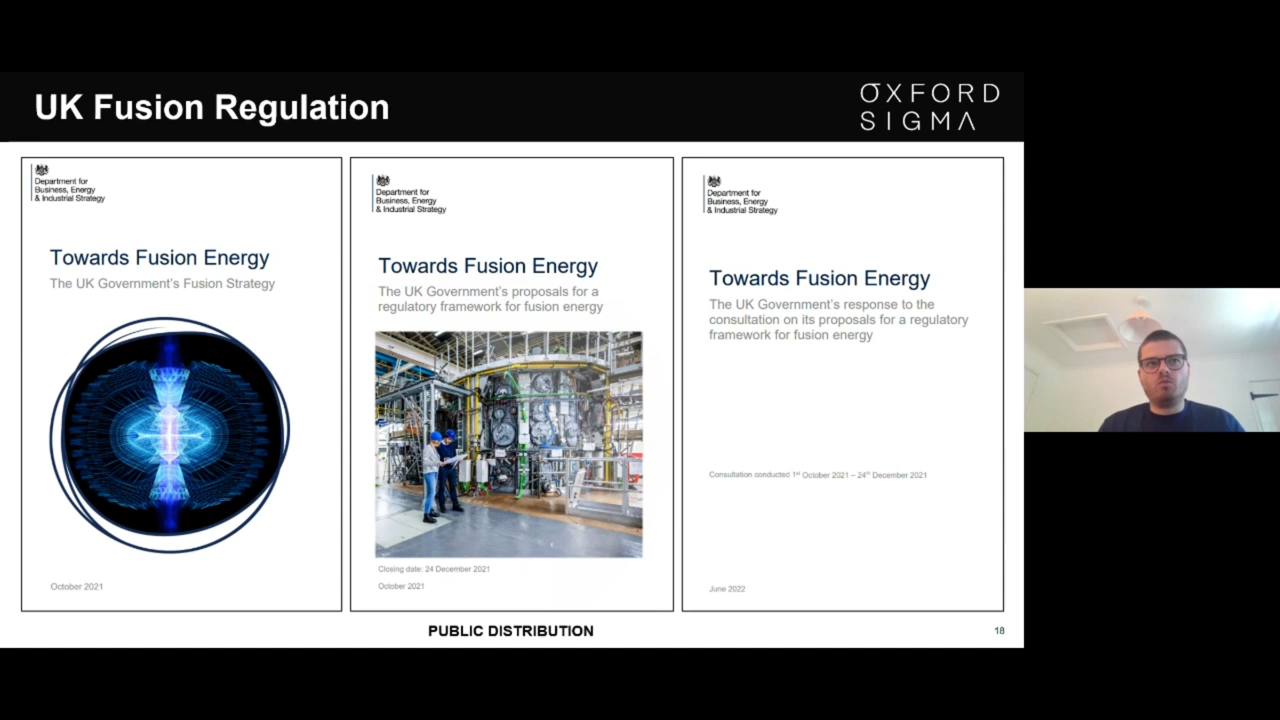 UK Fusion Regulation
OXFORD
SIGMA
Department for
Business, Energy
& Industrial Strategy
Towards Fusion Energy
The UK Government's Fusion Strategy
October 2021
Department for
Business, Energy
& Industrial Strategy
Towards Fusion Energy
The UK Government's proposals for a
regulatory framework for fusion energy
Closing date: 24 December 2021
October 2021
Department for
Business, Energy
& Industrial Strategy
Towards Fusion Energy
The UK Government's response to the
consultation on its proposals for a regulatory
framework for fusion energy
Consultation conducted 1st October 2021 – 24th December 2021
June 2022
PUBLIC DISTRIBUTION
18